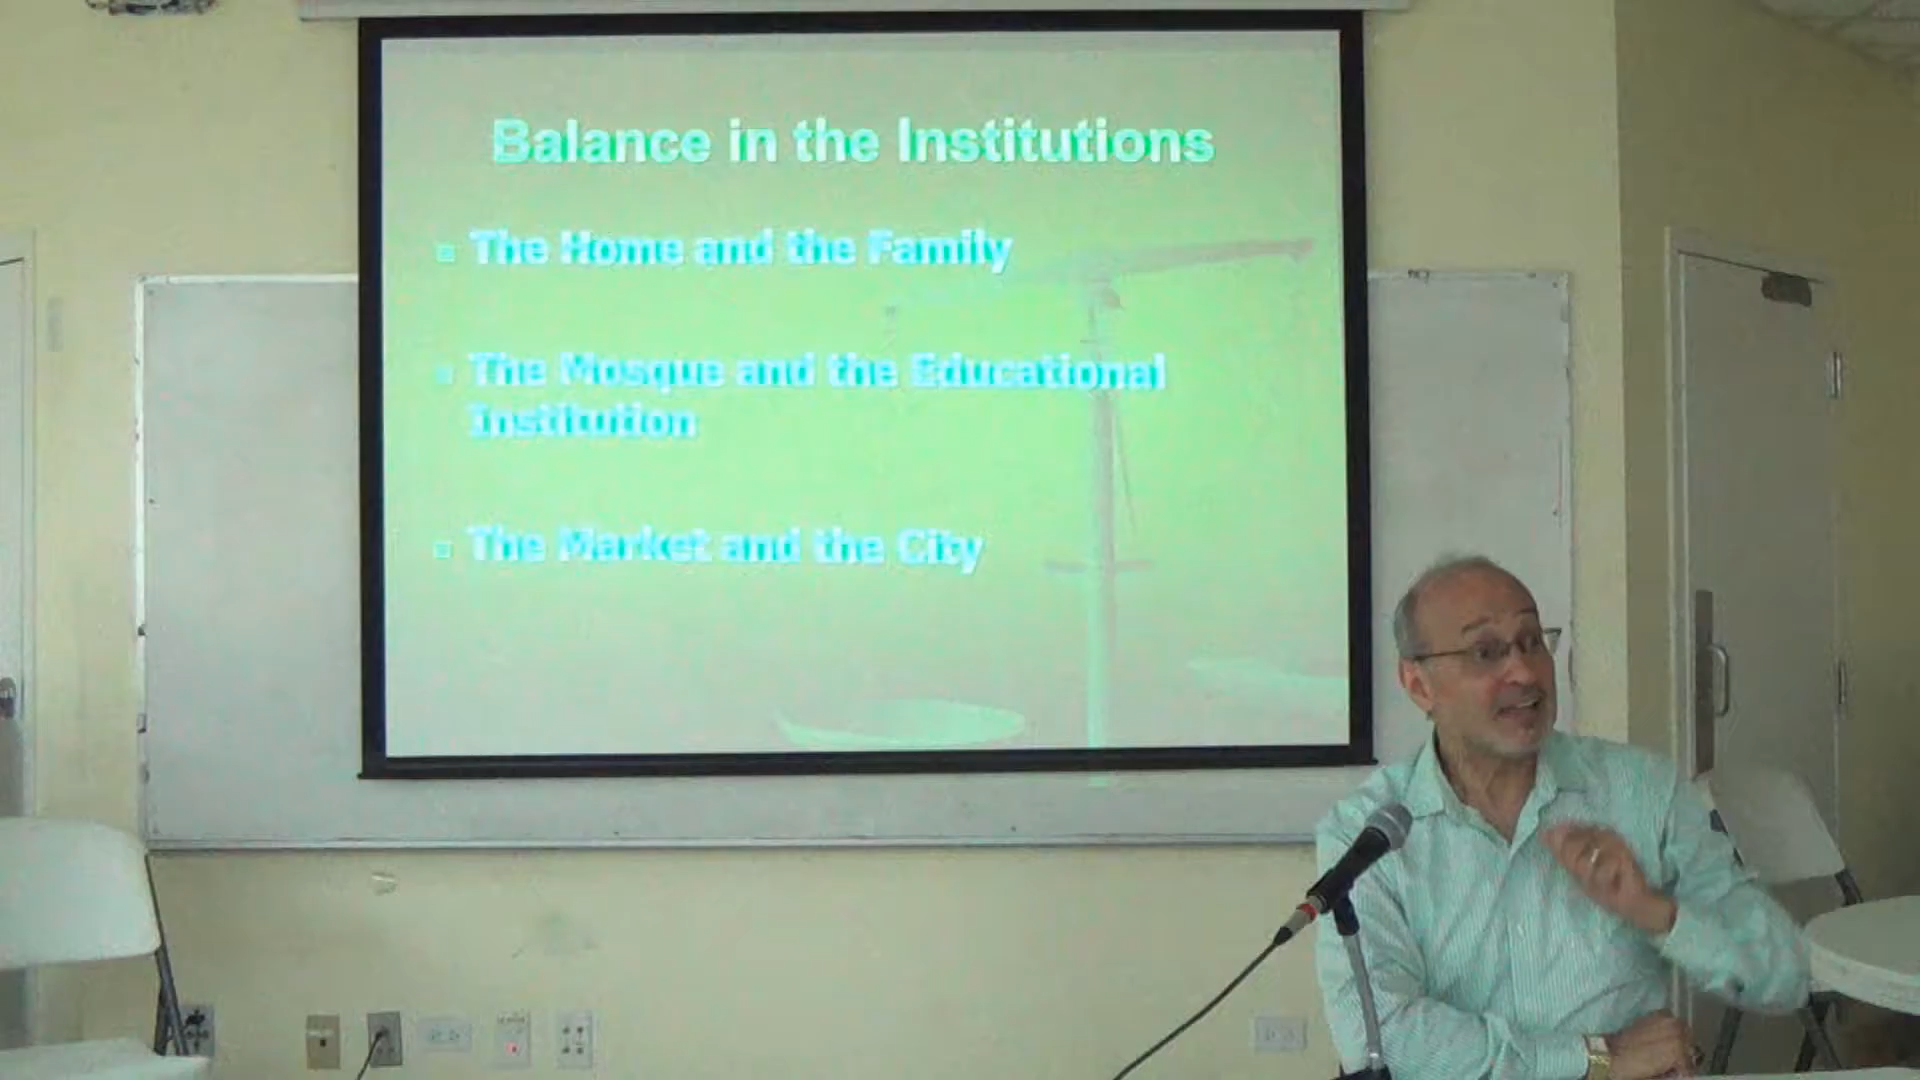 Balance in the Institutions
The Home and the Family
The Mosque and the Educational
Institution
The Market and the City